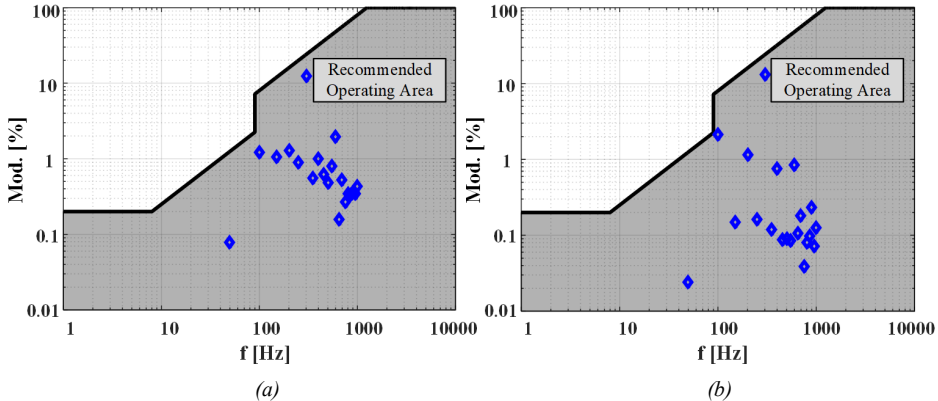 100
10
1
0.1
0.01
Mod. [%]
Recommended
Operating Area
1 10 100 1000 10000
f [Hz]
(a)
100
10
1
0.1
0.01
Mod. [%]
Recommended
Operating Area
1 10 100 1000 10000
f [Hz]
(b)